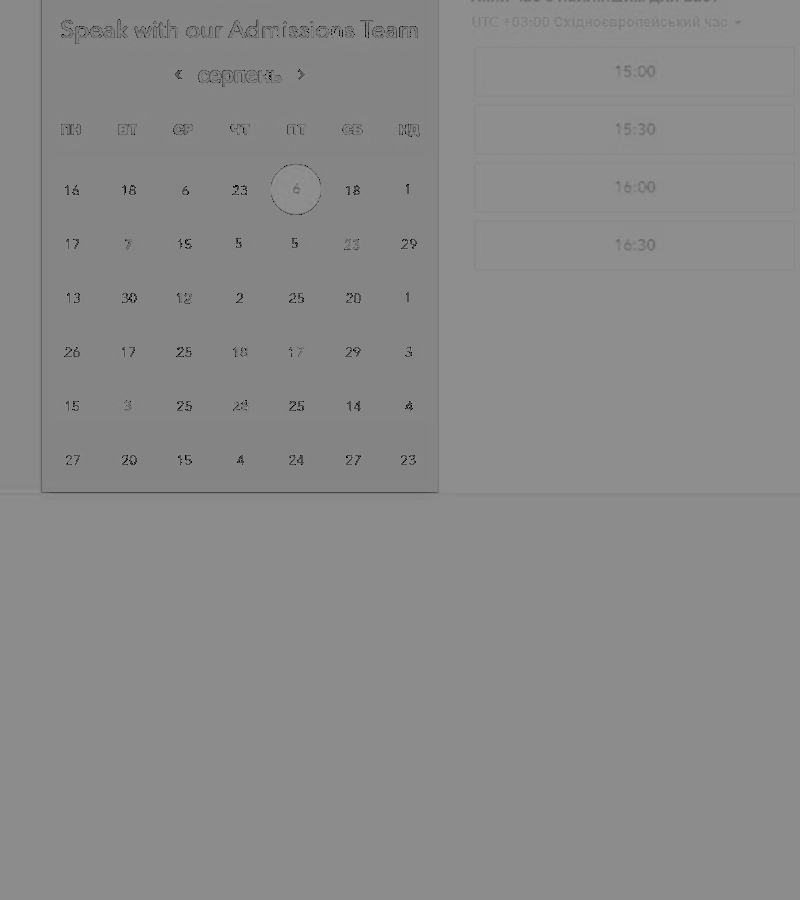 Speak with our Admissions Team
серпень
ПН ВТ СР ЧТ ПТ СБ НД
16 18 6 23 6 18 1
17 7 15 5 5 23 29
13 30 12 2 25 20 1
26 17 25 18 17 29 3
15 3 25 26 25 14 4
27 20 15 4 24 27 23
UTC +03:00 Східноєвропейський час
15:00
15:30
16:00
16:30